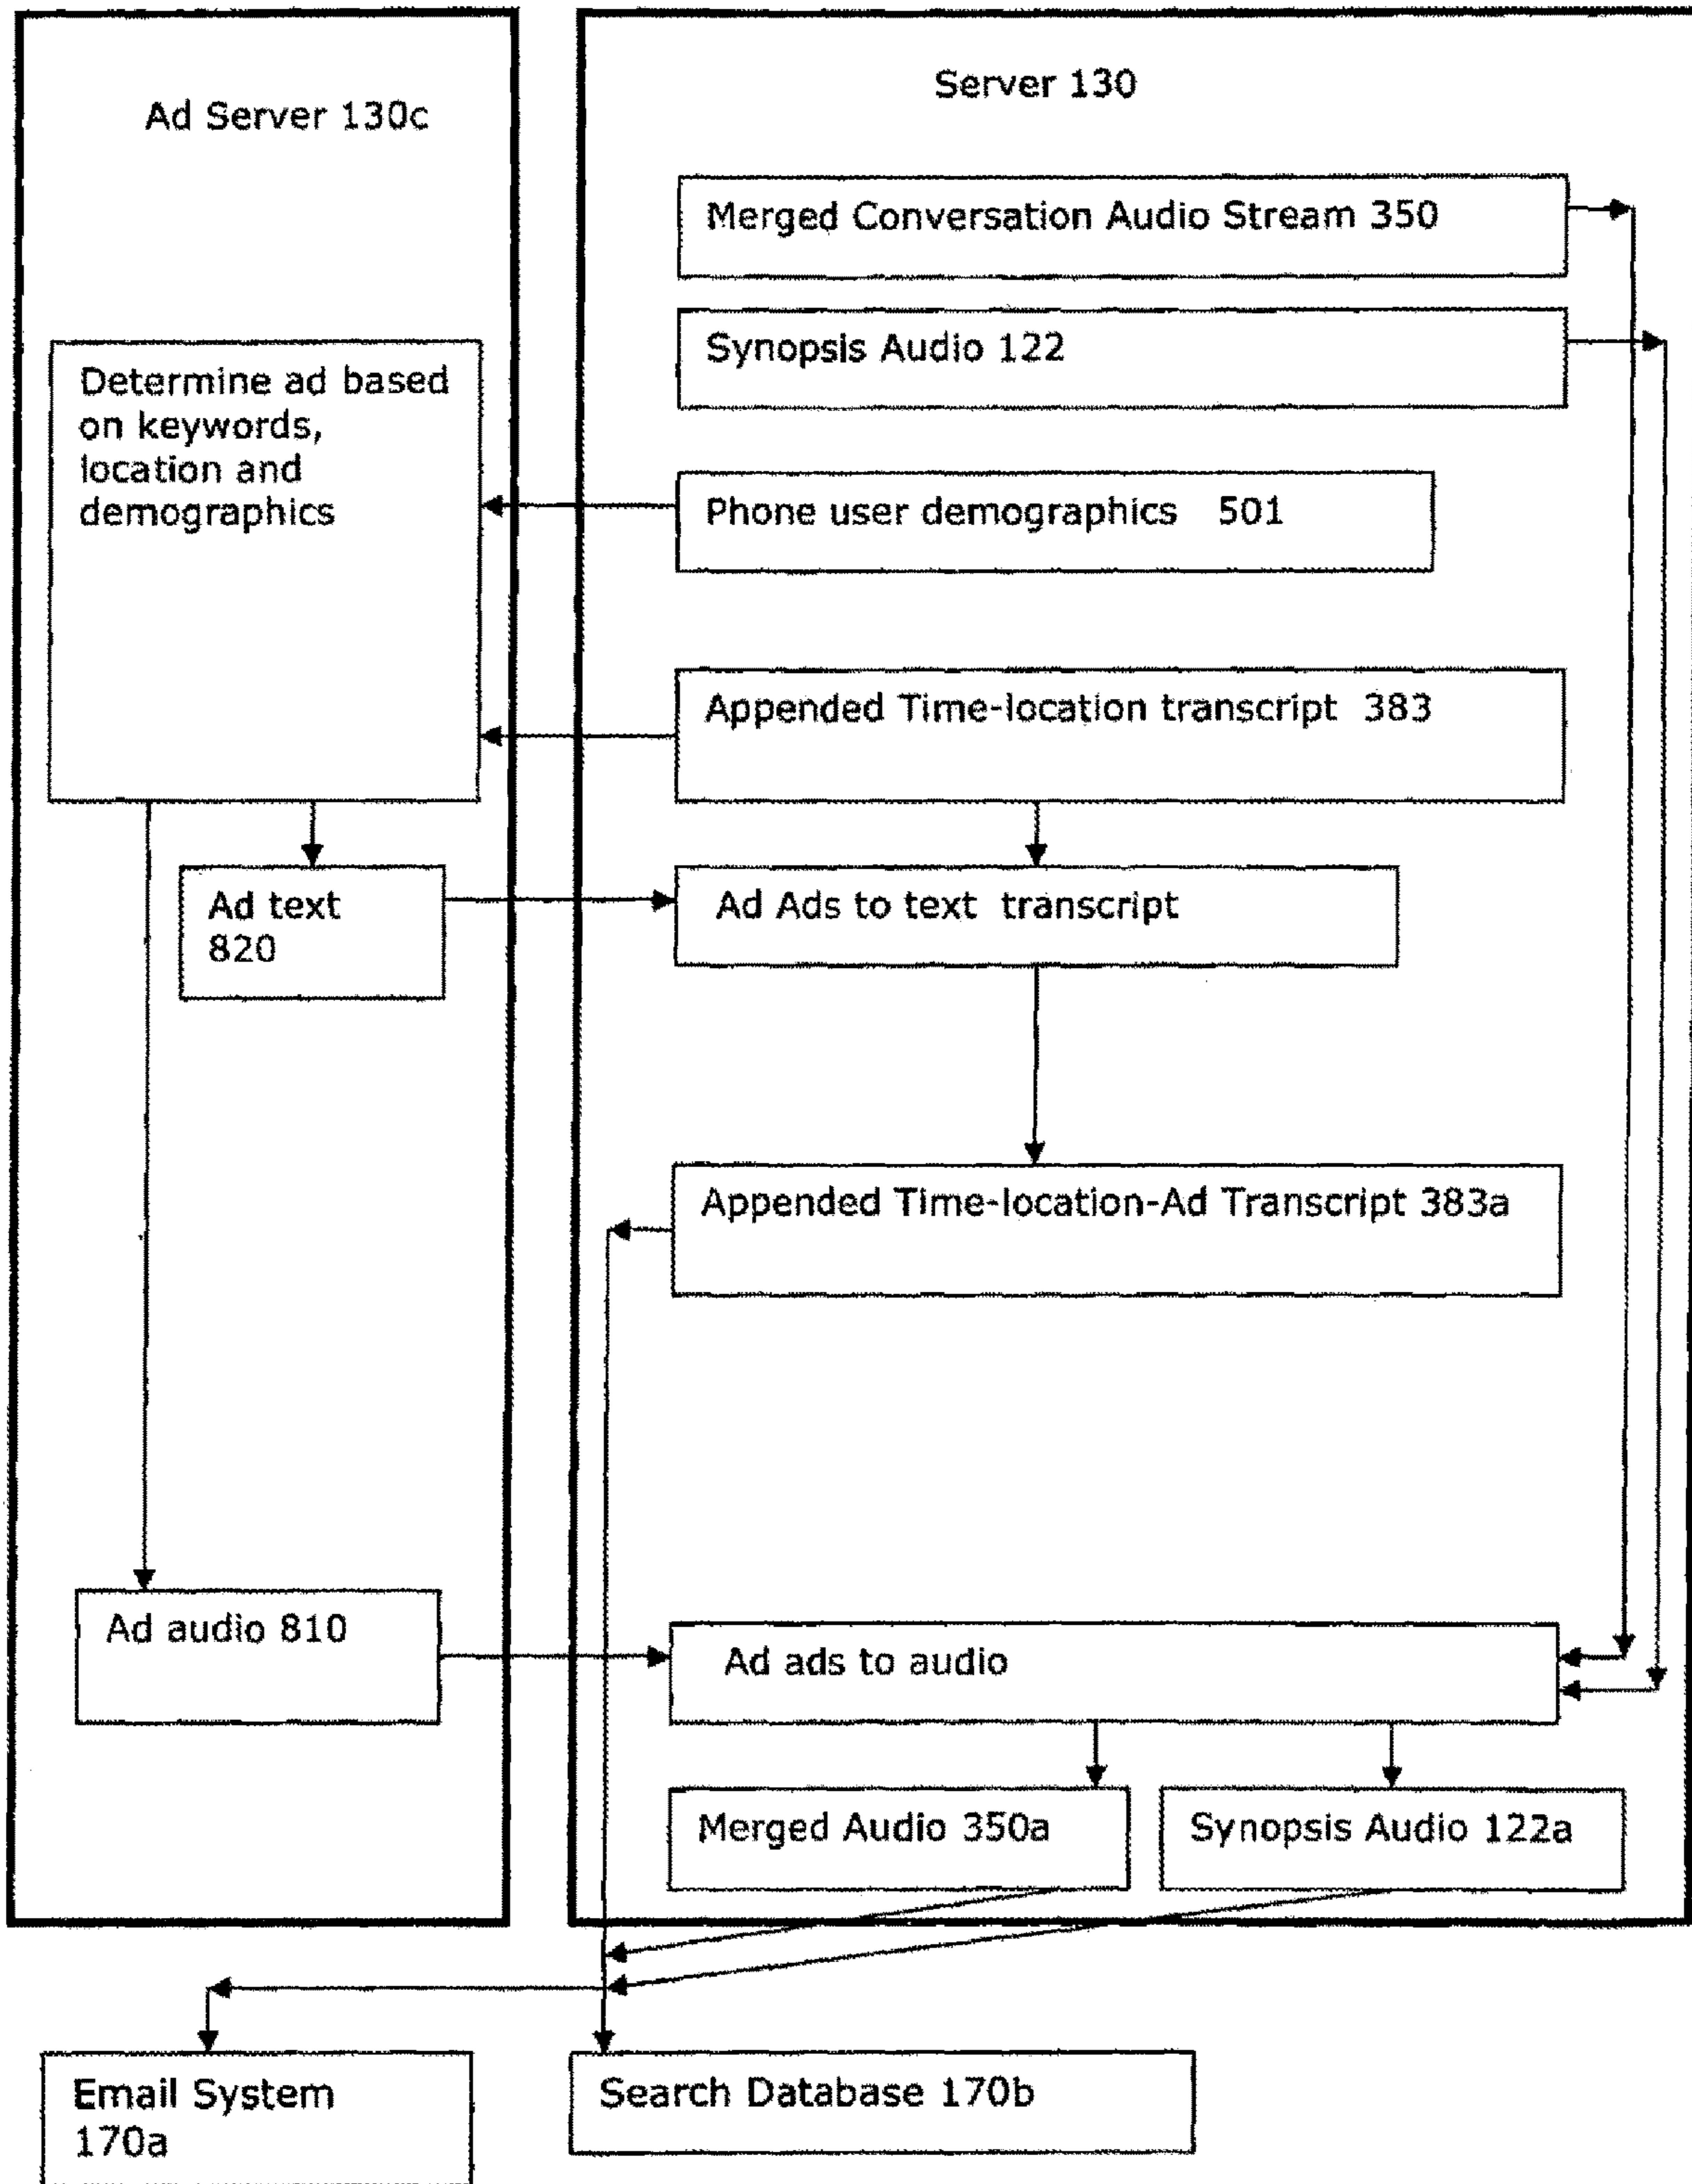 Ad Server 130c
Server 130
Merged Conversation Audio Stream 350
Synopsis Audio 122
Determine ad based
on keywords,
location and
demographics
Phone user demographics 501
Appended Time-location transcript 383
Ad text
820
Ad Ads to text transcript
Appended Time-location-Ad Transcript 383a
Ad audio 810
Ad ads to audio
Merged Audio 350a
Synopsis Audio 122a
Email System
170a
Search Database 170b